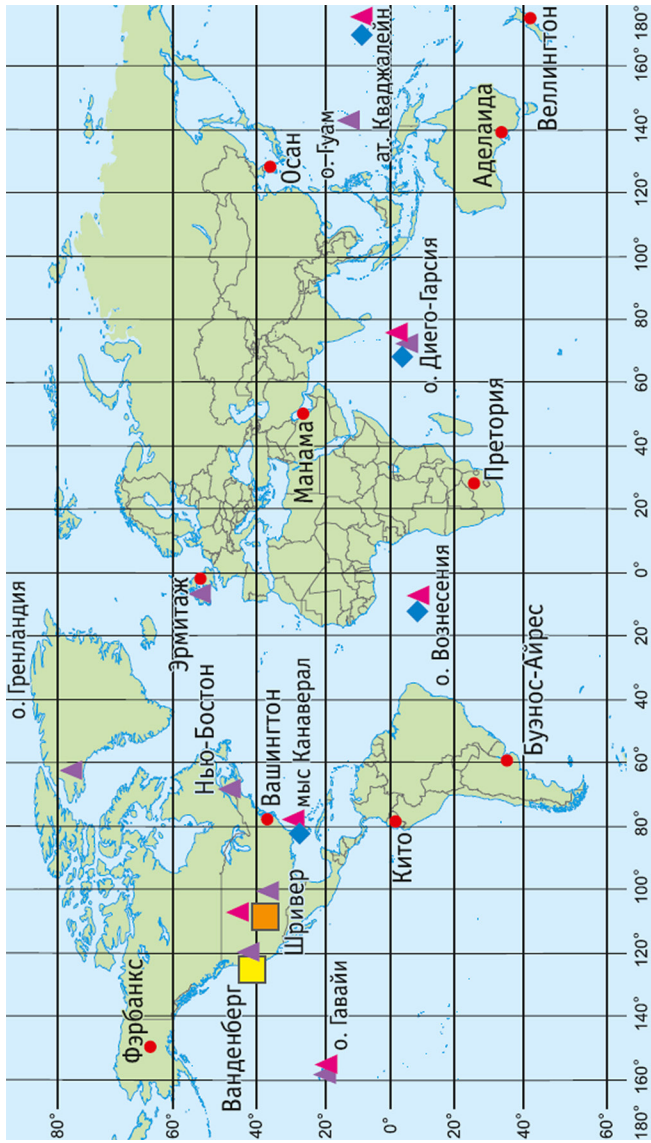 80°
60°
40°
20°
0°
20°
40°
60°
о. Гренландия
Фэрбанкс
Ванденберг
Шривер
Нью-Бостон
Вашингтон
мыс Канаверал
Эрмитаж
о. Гавайи
Кито
Буэнос-Айрес
о. Вознесения
Манама
Претория
о. Диего-Гарсия
Осан
о. Гуам
ат. Кваджалейн
Аделаида
Веллингтон
180°
160°
140°
120°
100°
80°
60°
40°
20°
0°
20°
40°
60°
80°
100°
120°
140°
160°
180°